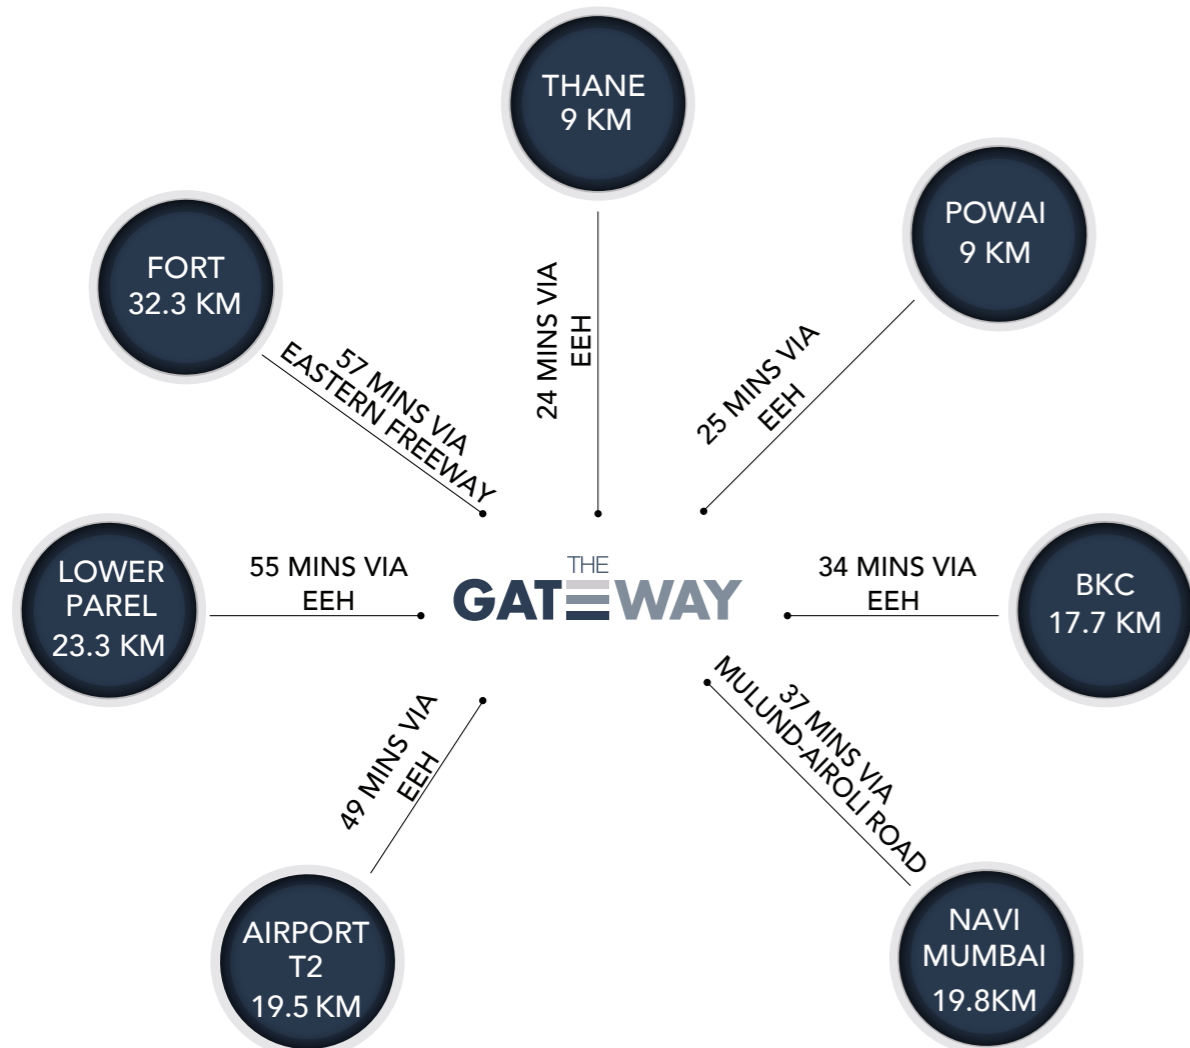 THANE
9 KM
24 MINS VIA
EEH
POWAI
9 KM
25 MINS VIA
EEH
FORT
32.3 KM
57 MINS VIA
EASTERN FREEWAY
LOWER
PAREL
23.3 KM
55 MINS VIA
EEH
THE
GATEWAY
34 MINS VIA
EEH
BKC
17.7 KM
49 MINS VIA
EEH
AIRPORT
T2
19.5 KM
37 MINS VIA
MULUND-AIROLI ROAD
NAVI
MUMBAI
19.8KM